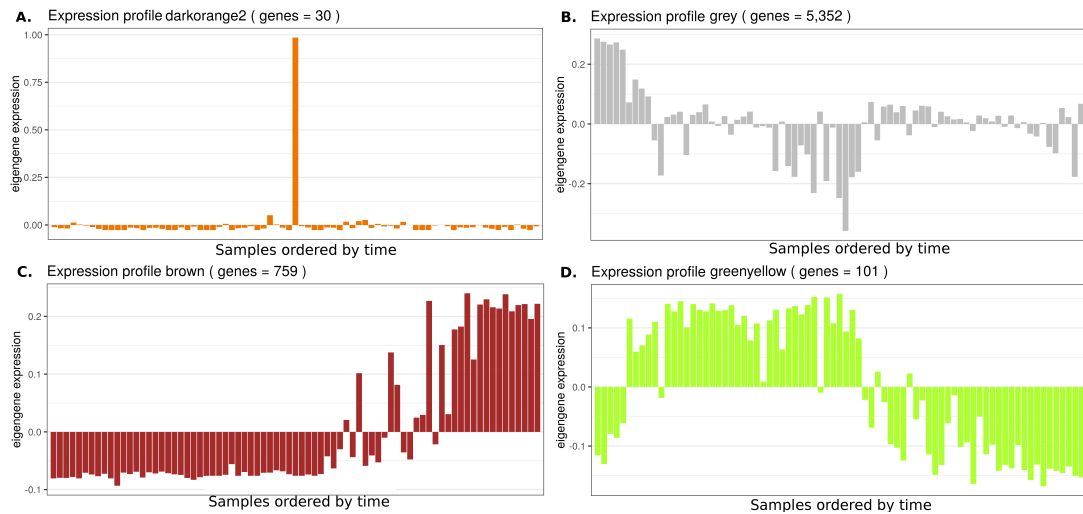 A. Expression profile darkorange2 ( genes = 30 )
1.00
0.75
0.50
0.25
0.00
eigengene expression
Samples ordered by time
B. Expression profile grey ( genes = 5,352 )
0.2
0.0
-0.2
eigengene expression
Samples ordered by time
C. Expression profile brown ( genes = 759 )
0.2
0.1
0.0
-0.1
eigengene expression
Samples ordered by time
D. Expression profile greenyellow ( genes = 101 )
0.1
0.0
-0.1
eigengene expression
Samples ordered by time